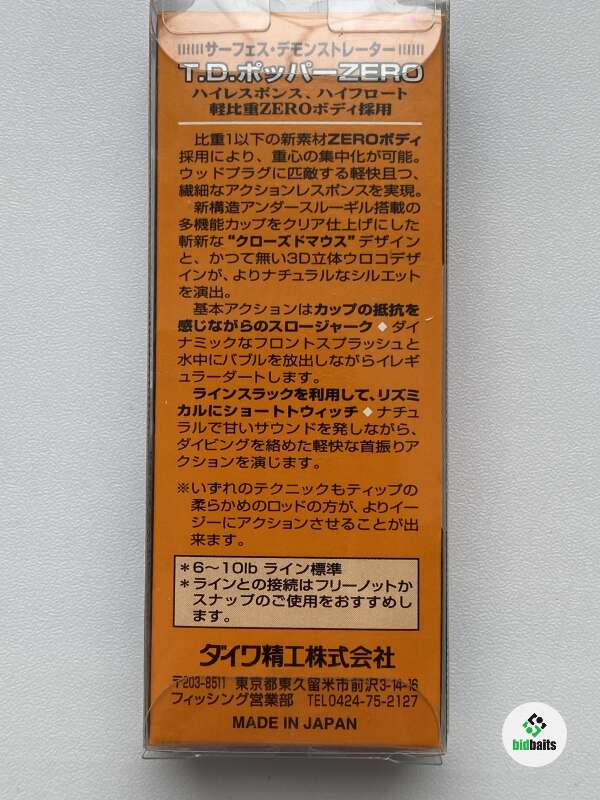 サーフェス・デモンストレーター
T.D.ポッパーZERO
ハイレスポンス、ハイフロート
軽比重ZEROボディ採用
比重1以下の新素材ZEROボディ
採用により、重心の集中化が可能。
ウッドプラグに匹敵する軽快且つ、
繊細なアクションレスポンスを実現。
新構造アンダースルーギル搭載の
多機能カップをクリア仕上げにした
斬新な"クローズドマウス"デザイン
と、かつて無い3D立体ウロコデザ
インが、よりナチュラルなシルエット
を演出。
基本アクションはカップの抵抗を
感じながらのスロージャーク◆ダイ
ナミックなフロントスプラッシュと
水中にバブルを放出しながらイレギ
ュラーダートします。
ラインスラックを利用して、リズミ
カルにショートトウィッチ◆ナチュ
ラルで甘いサウンドを発しながら、
ダイビングを絡めた軽快な首振りア
クションを演じます。
※いずれのテクニックもティップの
柔らかめのロッドの方が、よりイ
ージーにアクションさせることが出
来ます。
*6〜10lb ライン標準
*ラインとの接続はフリーノットか
スナップのご使用をおすすめし
ます。
ダイワ精工株式会社
〒203-8511 東京都東久留米市前沢3-14-16
フィッシング営業部 TEL0424-75-2127
MADE IN JAPAN
bidbaits